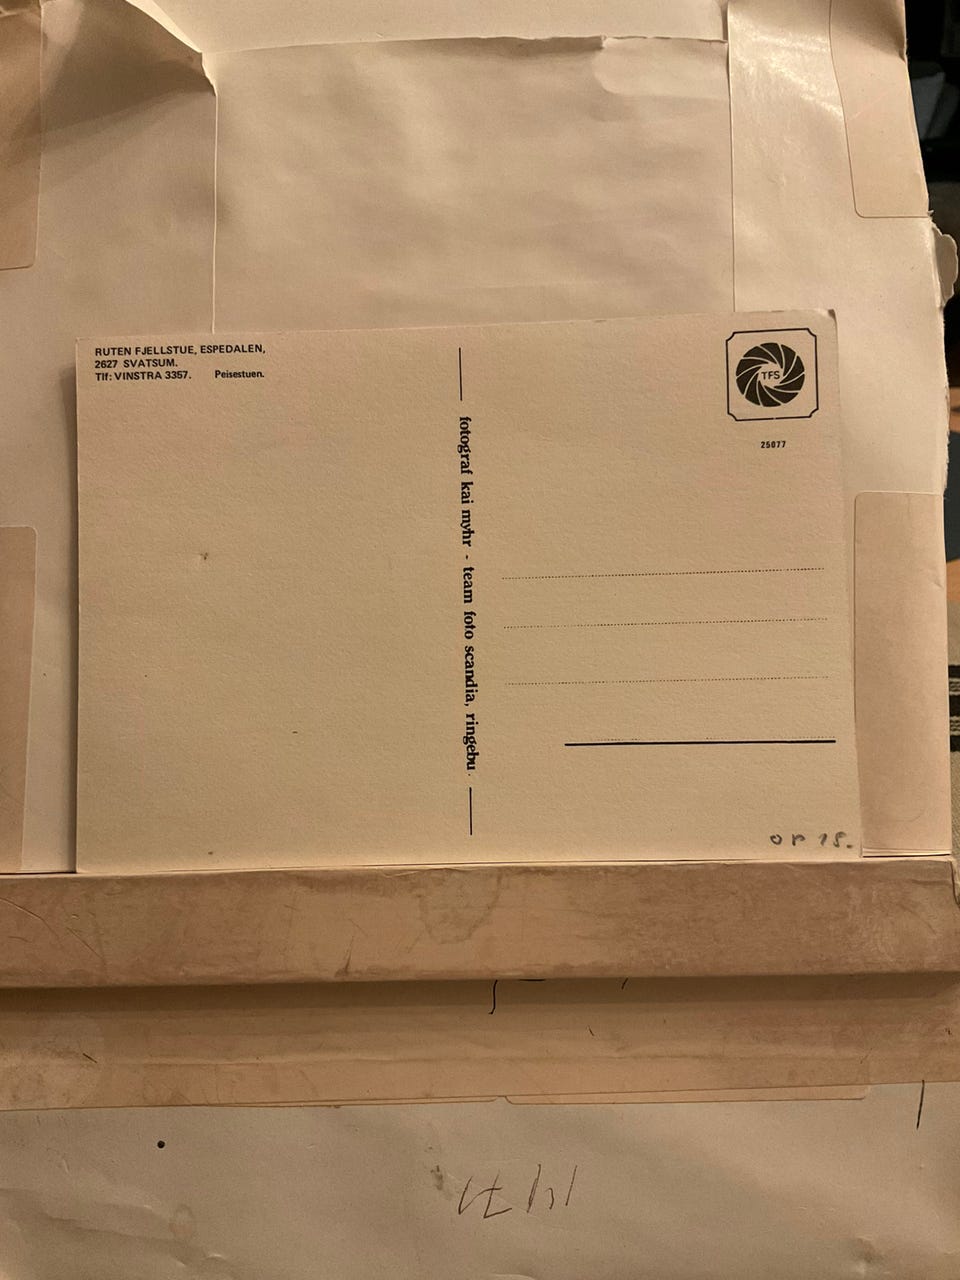 RUTEN FJELLSTUE, ESPEDALEN,
2627 SVATSUM.
Tlf: VINSTRA 3357. Peisestuen.
fotograf kai myhr - team foto scandia, ringebu.
TFS
25077